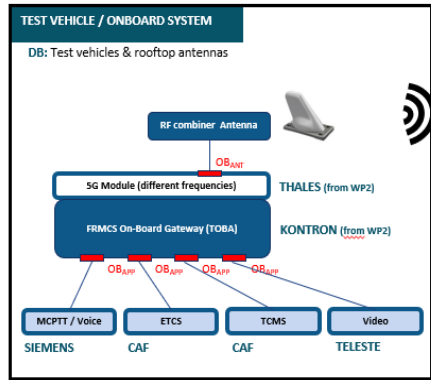 TEST VEHICLE / ONBOARD SYSTEM
DB: Test vehicles & rooftop antennas
RF combiner Antenna
OBANT
5G Module (different frequencies)
THALES (from WP2)
FRMCS On-Board Gateway (TOBA)
KONTRON (from WP2)
OBAPP OBAPP OBAPP OBAPP
MCPTT / Voice ETCS TCMS Video
SIEMENS CAF CAF TELESTE